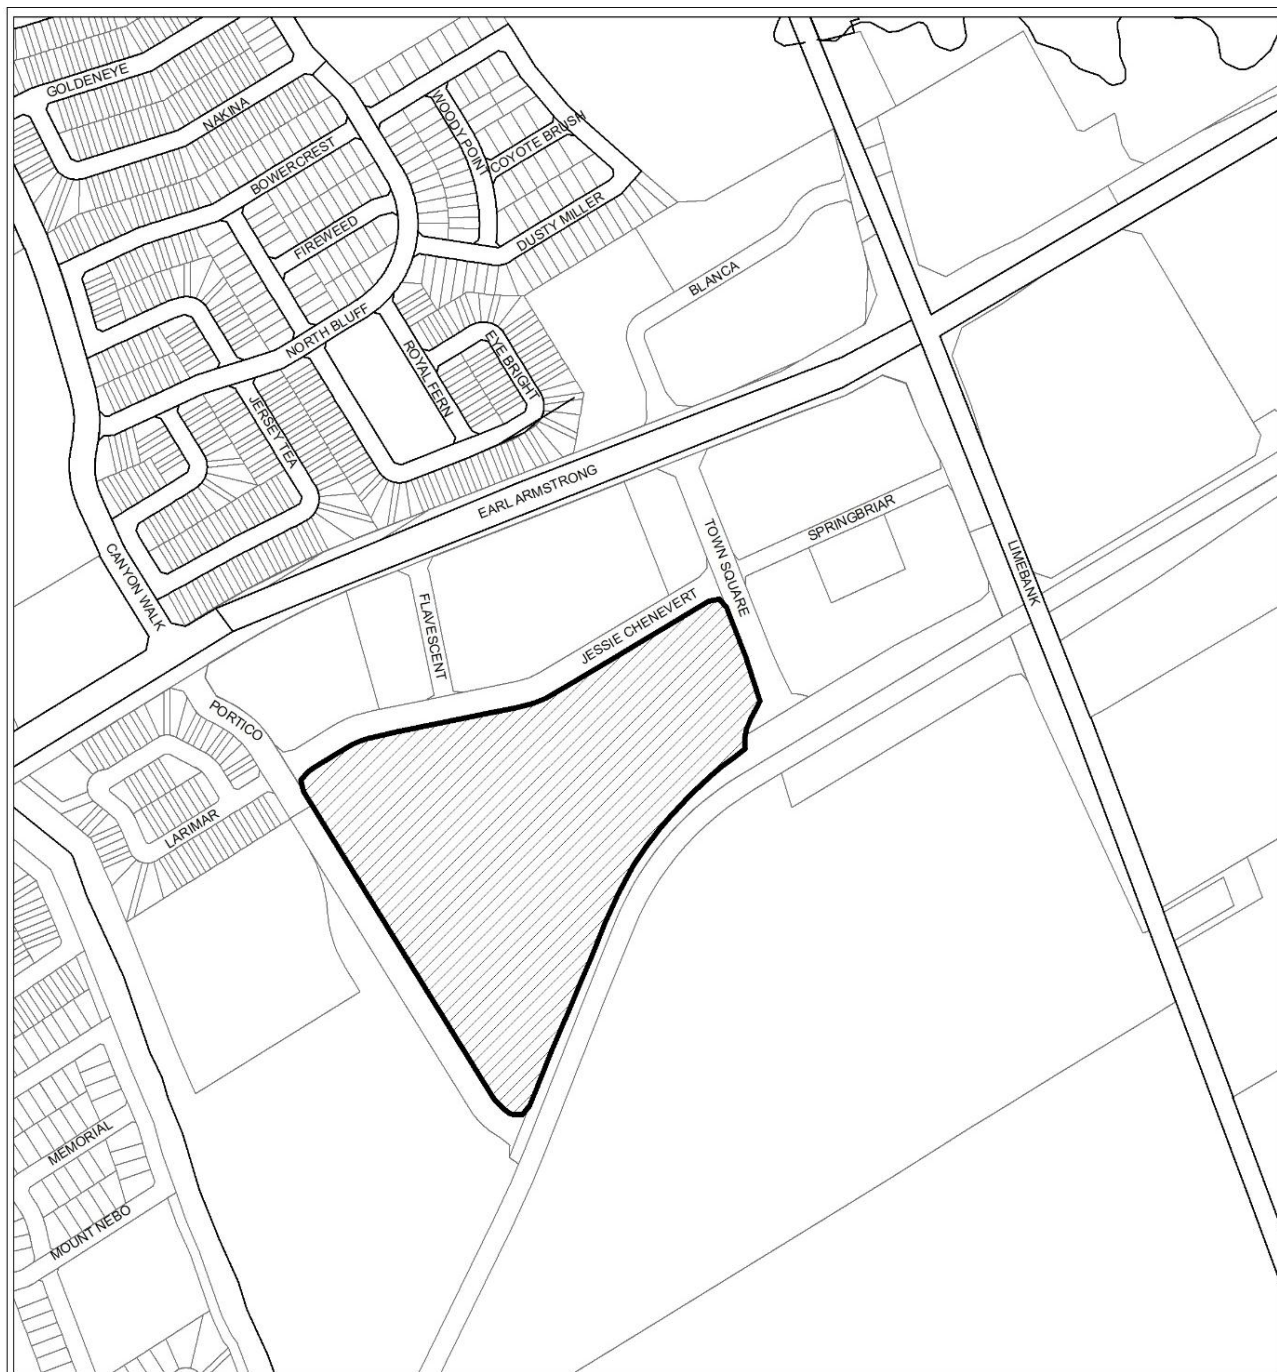 GOLDENEYE
NAKINA
WOODY POINT
COYOTE BRUSH
BOWERCREST
FIREWEED
DUSTY MILLER
BLANCA
NORTH BLUFF
ROYAL FERN
EYE BRIGHT
JERSEY TEA
EARL ARMSTRONG
TOWN SQUARE
SPRINGBRIAR
CANYON WALK
LIMEBANK
FLAVESCENT
JESSIE CHENEVERT
PORTICO
LARIMAR
MEMORIAL
MOUNT NEBO